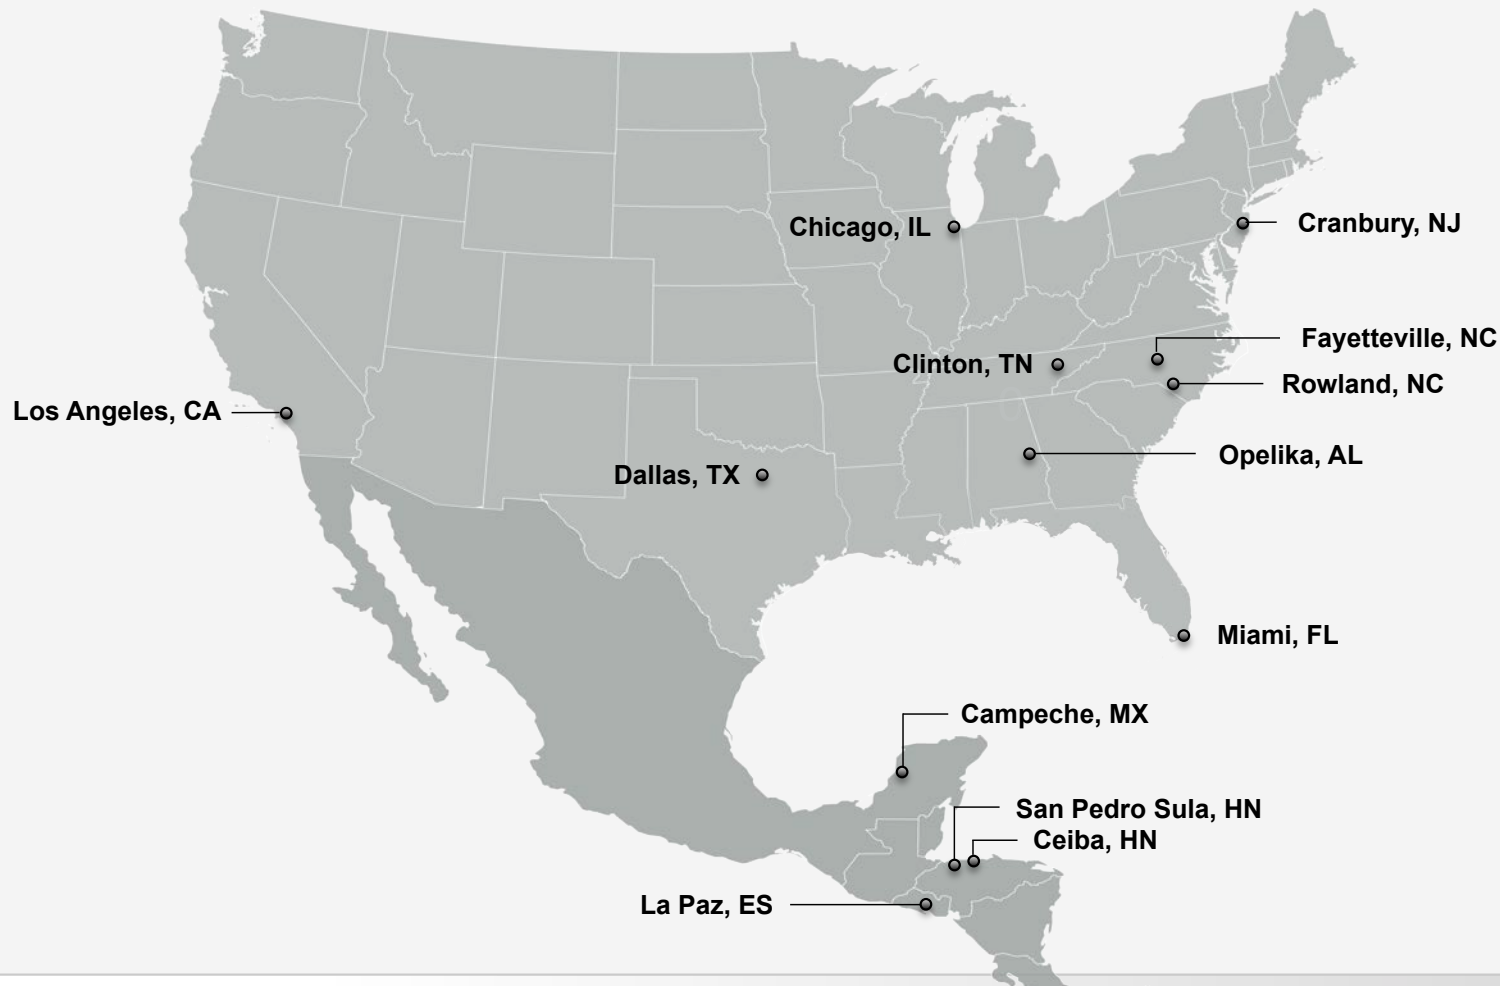 Chicago, IL
Cranbury, NJ
Fayetteville, NC
Clinton, TN
Rowland, NC
Los Angeles, CA
Opelika, AL
Dallas, TX
Miami, FL
Campeche, MX
San Pedro Sula, HN
Ceiba, HN
La Paz, ES